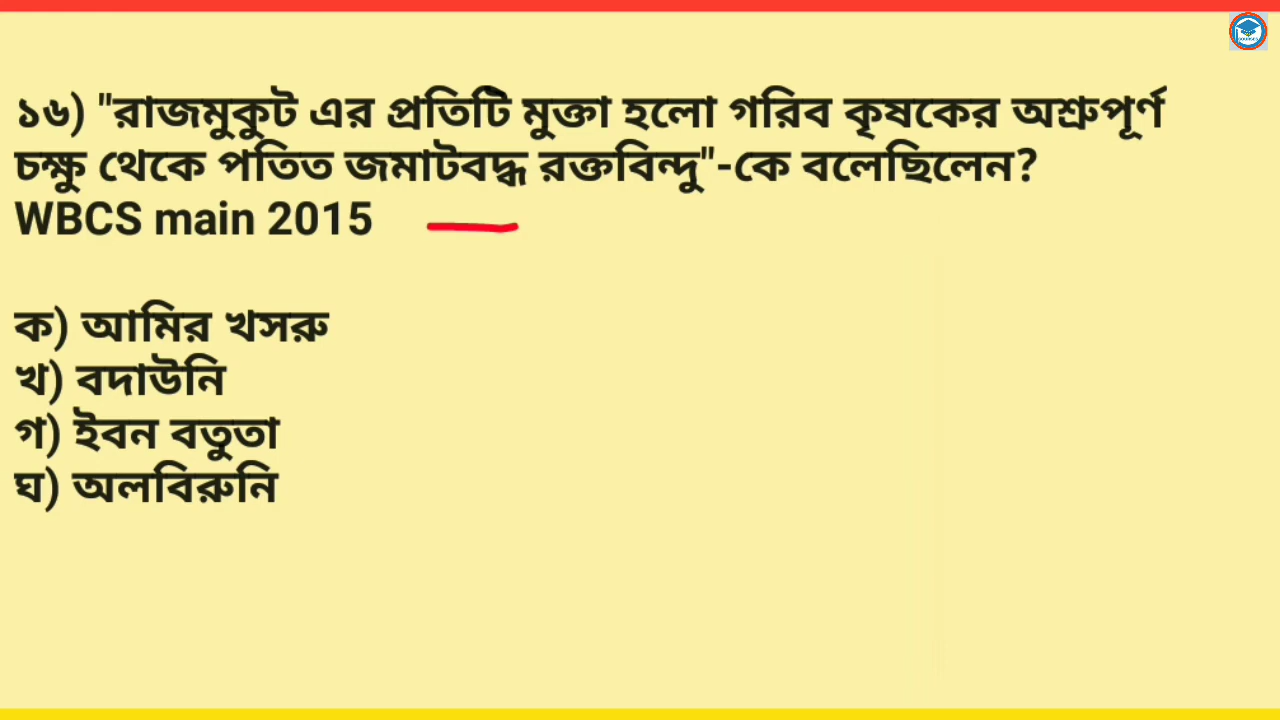 ১৬) "রাজমুকুট এর প্রতিটি মুক্তা হলো গরিব কৃষকের অশ্রুপূর্ণ
চক্ষু থেকে পতিত জমাটবদ্ধ রক্তবিন্দু"-কে বলেছিলেন?
WBCS main 2015
ক) আমির খসরু
খ) বদাউনি
গ) ইবন বতুতা
ঘ) অলবিরুনি